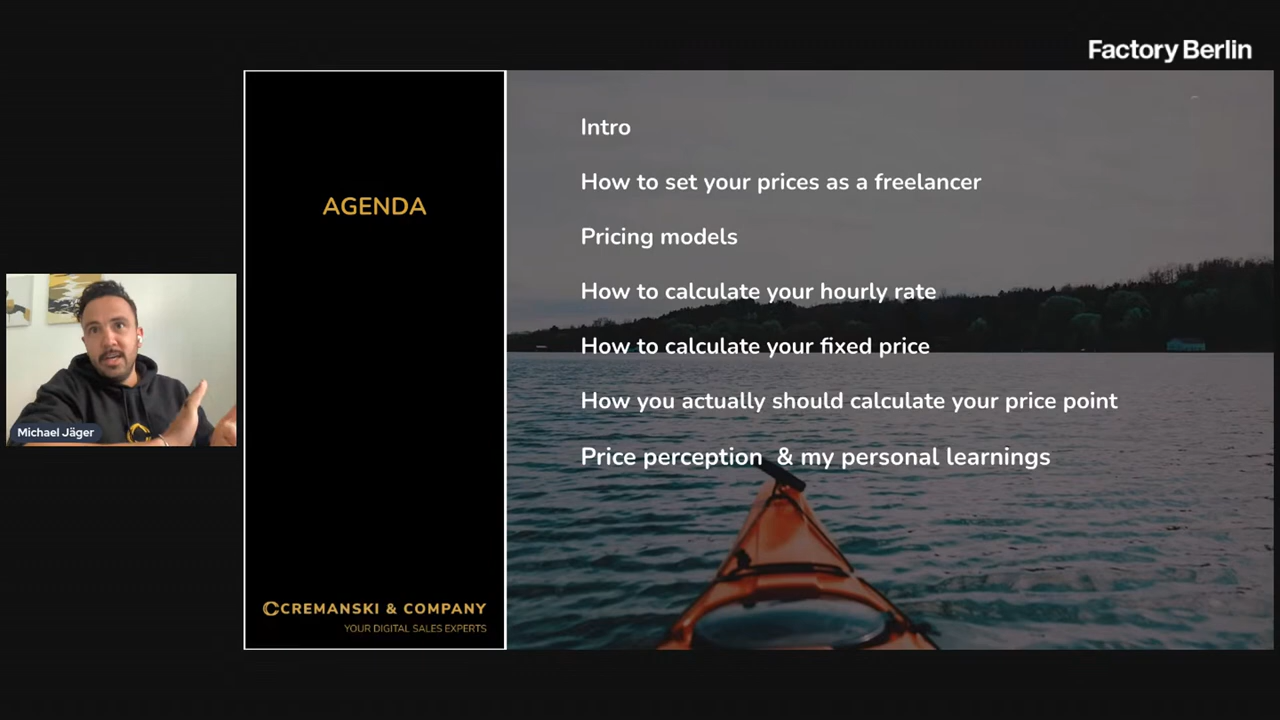 Factory Berlin
AGENDA
Intro
How to set your prices as a freelancer
Pricing models
How to calculate your hourly rate
How to calculate your fixed price
How you actually should calculate your price point
Price perception & my personal learnings
Michael Jäger
CREMANSKI & COMPANY
YOUR DIGITAL SALES EXPERTS